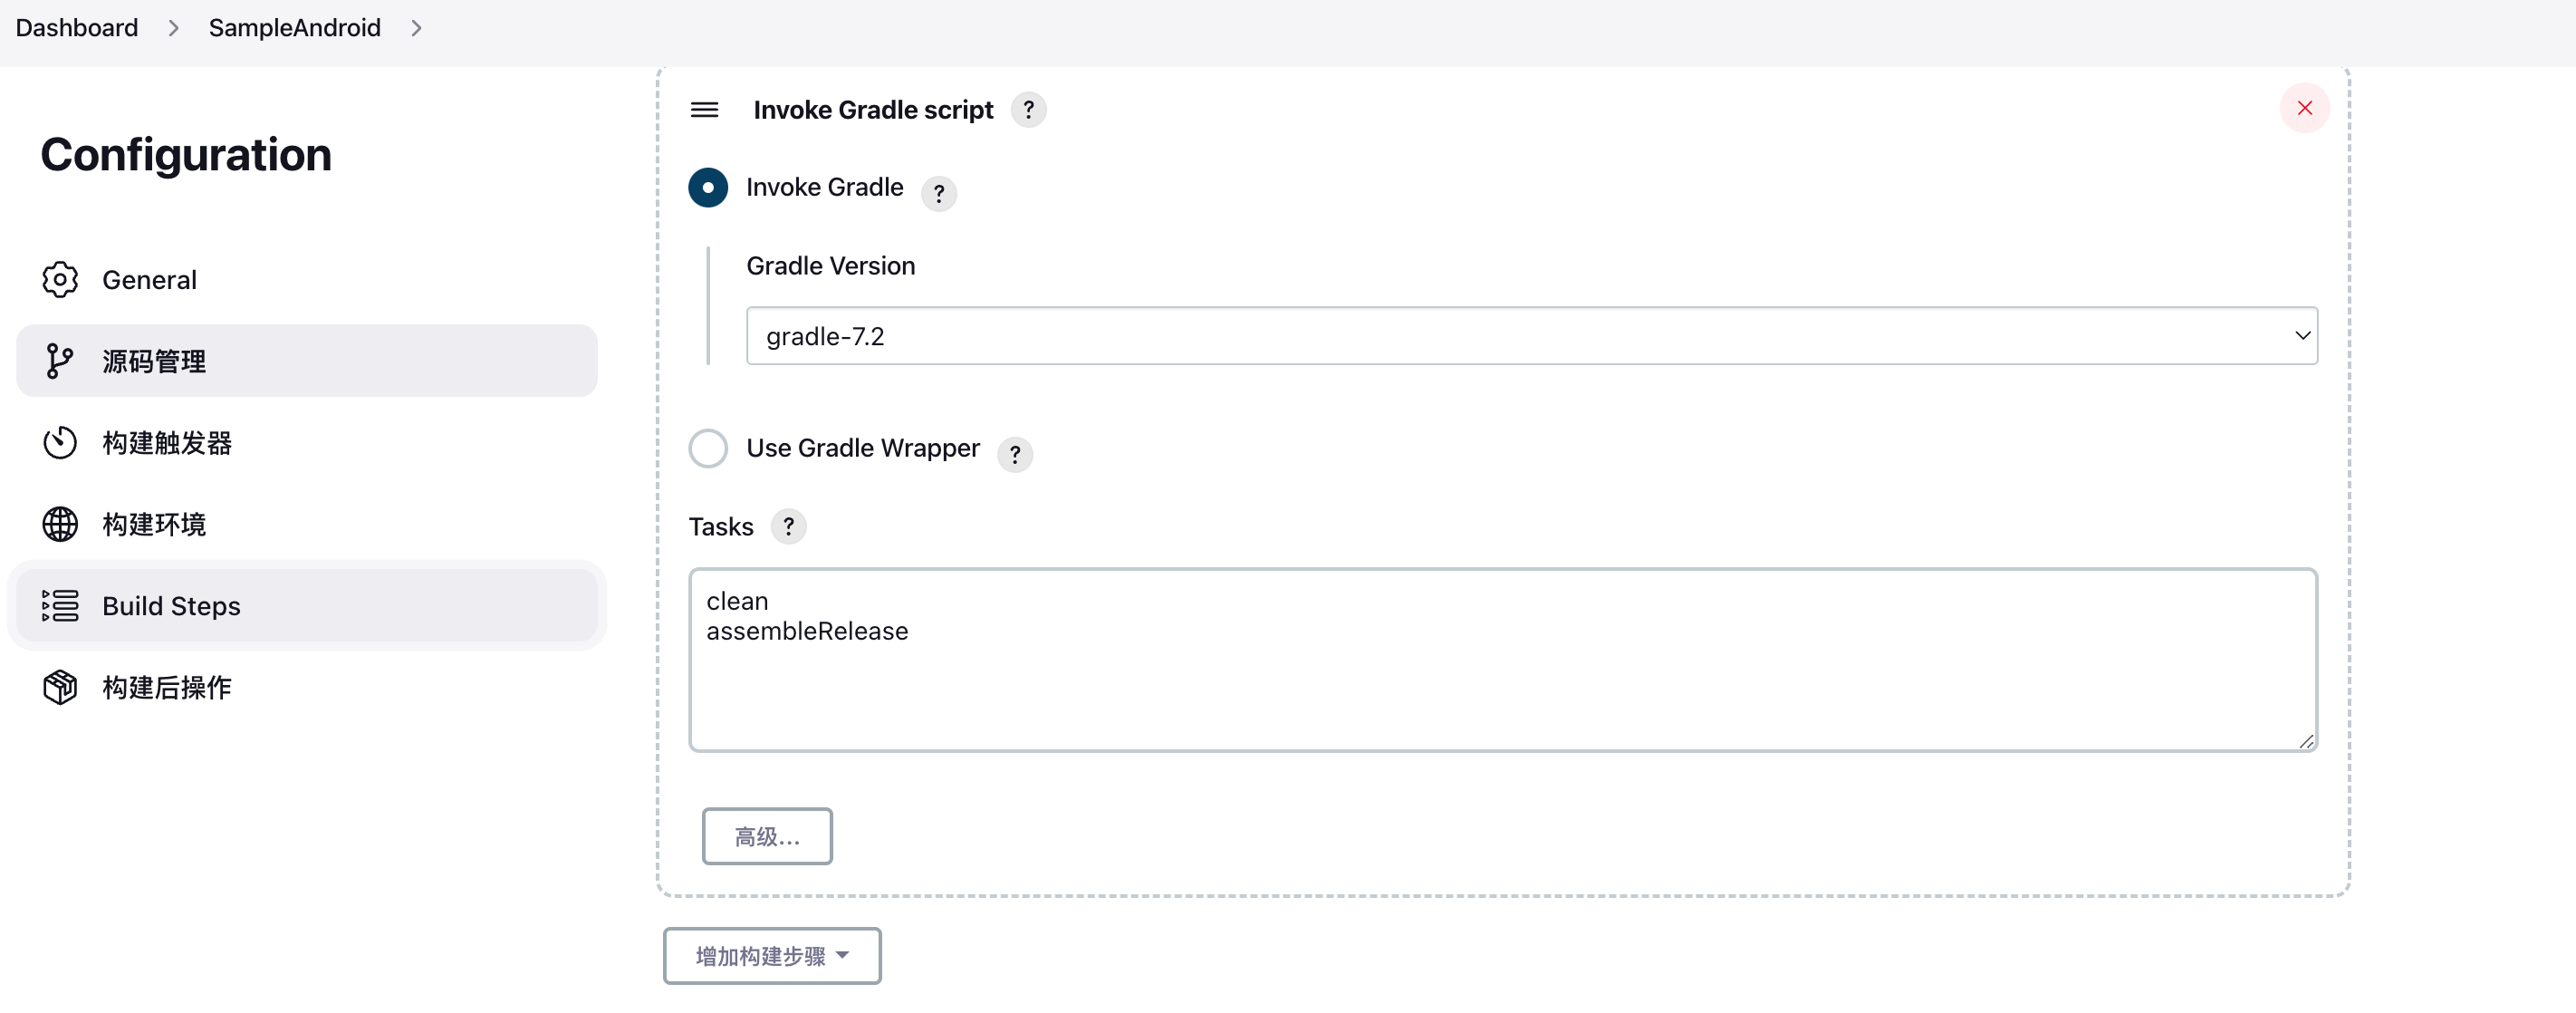 Dashboard > SampleAndroid >
Configuration
General
源码管理
构建触发器
构建环境
Build Steps
构建后操作
Invoke Gradle script ?
Invoke Gradle ?
Gradle Version
gradle-7.2
Use Gradle Wrapper ?
Tasks ?
clean
assembleRelease
高级...
增加构建步骤